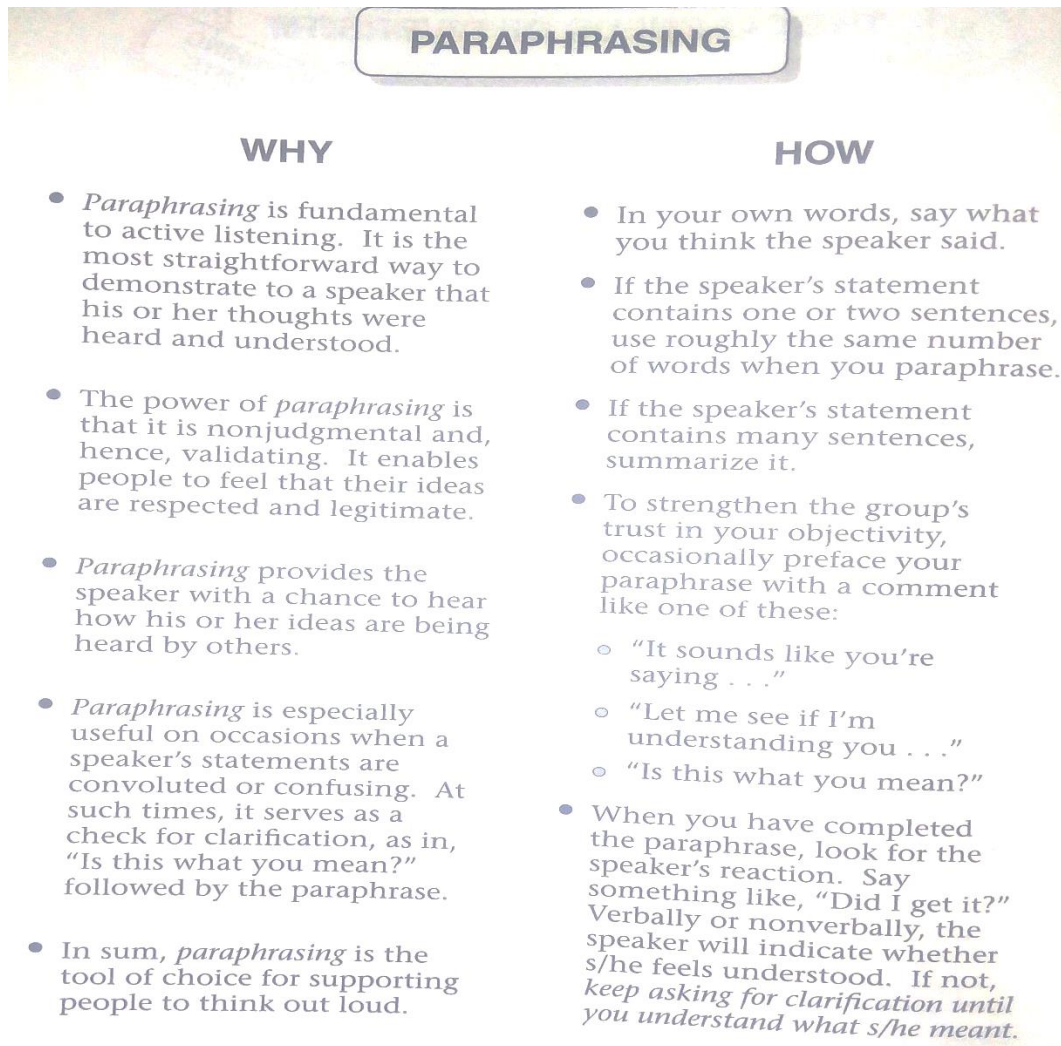 PARAPHRASING
WHY
• Paraphrasing is fundamental
to active listening. It is the
most straightforward way to
demonstrate to a speaker that
his or her thoughts were
heard and understood.
• The power of paraphrasing is
that it is nonjudgmental and,
hence, validating. It enables
people to feel that their ideas
are respected and legitimate.
• Paraphrasing provides the
speaker with a chance to hear
how his or her ideas are being
heard by others.
• Paraphrasing is especially
useful on occasions when a
speaker's statements are
convoluted or confusing. At
such times, it serves as a
check for clarification, as in,
“Is this what you mean?”
followed by the paraphrase.
• In sum, paraphrasing is the
tool of choice for supporting
people to think out loud.
HOW
• In your own words, say what
you think the speaker said.
• If the speaker's statement
contains one or two sentences,
use roughly the same number
of words when you paraphrase.
• If the speaker's statement
contains many sentences,
summarize it.
• To strengthen the group's
trust in your objectivity,
occasionally preface your
paraphrase with a comment
like one of these:
○ “It sounds like you're
saying . . .”
○ “Let me see if I'm
understanding you . . .”
○ “Is this what you mean?”
• When you have completed
the paraphrase, look for the
speaker's reaction. Say
something like, “Did I get it?”
Verbally or nonverbally, the
speaker will indicate whether
s/he feels understood. If not,
keep asking for clarification until
you understand what s/he meant.